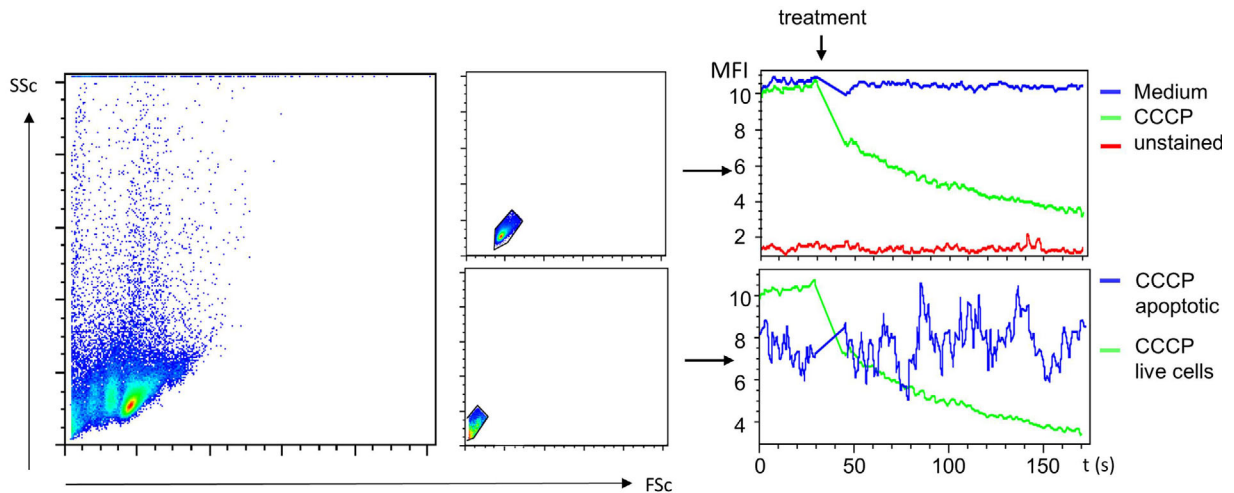 treatment
SSc
MFI
10
8
6
4
2
Medium
CCCP
unstained
10
8
6
4
CCCP
apoptotic
CCCP
live cells
0
50
100
150
t (s)
FSc